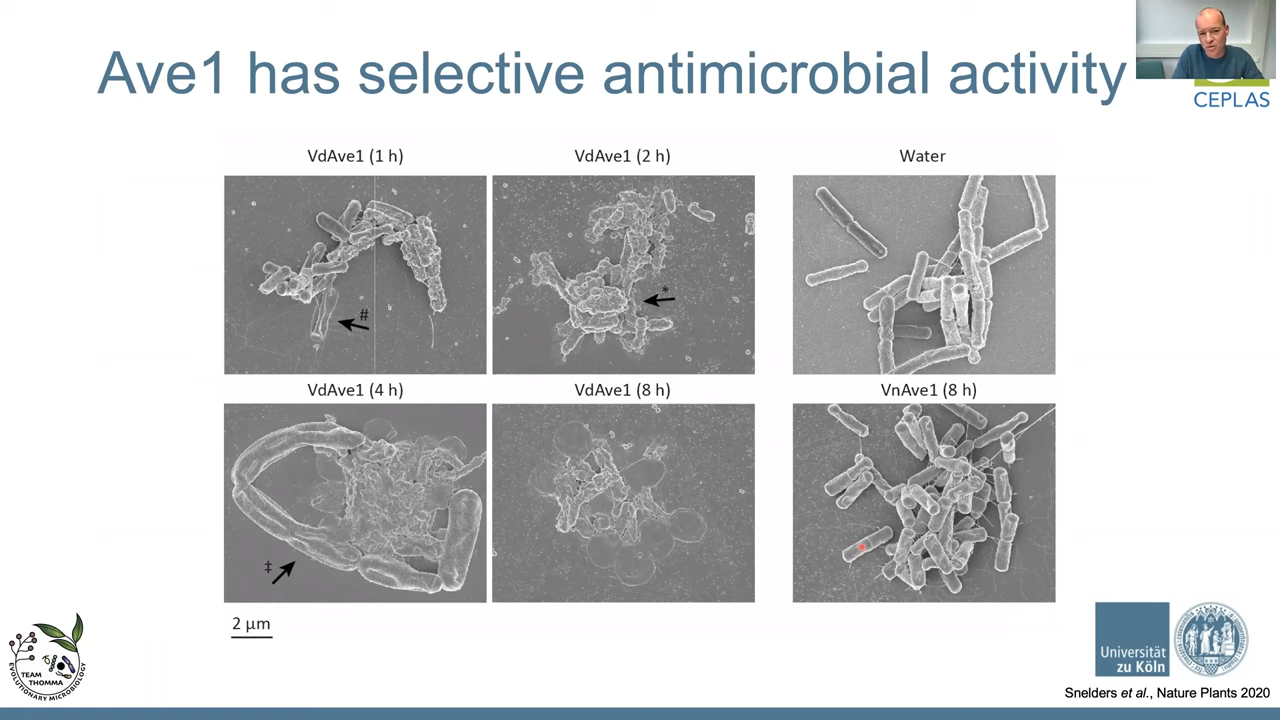 Ave1 has selective antimicrobial activity
CEPLAS
VdAve1 (1 h)
VdAve1 (2 h)
Water
#
*
VdAve1 (4 h)
VdAve1 (8 h)
VnAve1 (8 h)
‡
2 µm
TEAM
THOMMA
EVOLUTIONARY MICROBIOLOGY
Universität
zu Köln
Snelders et al., Nature Plants 2020